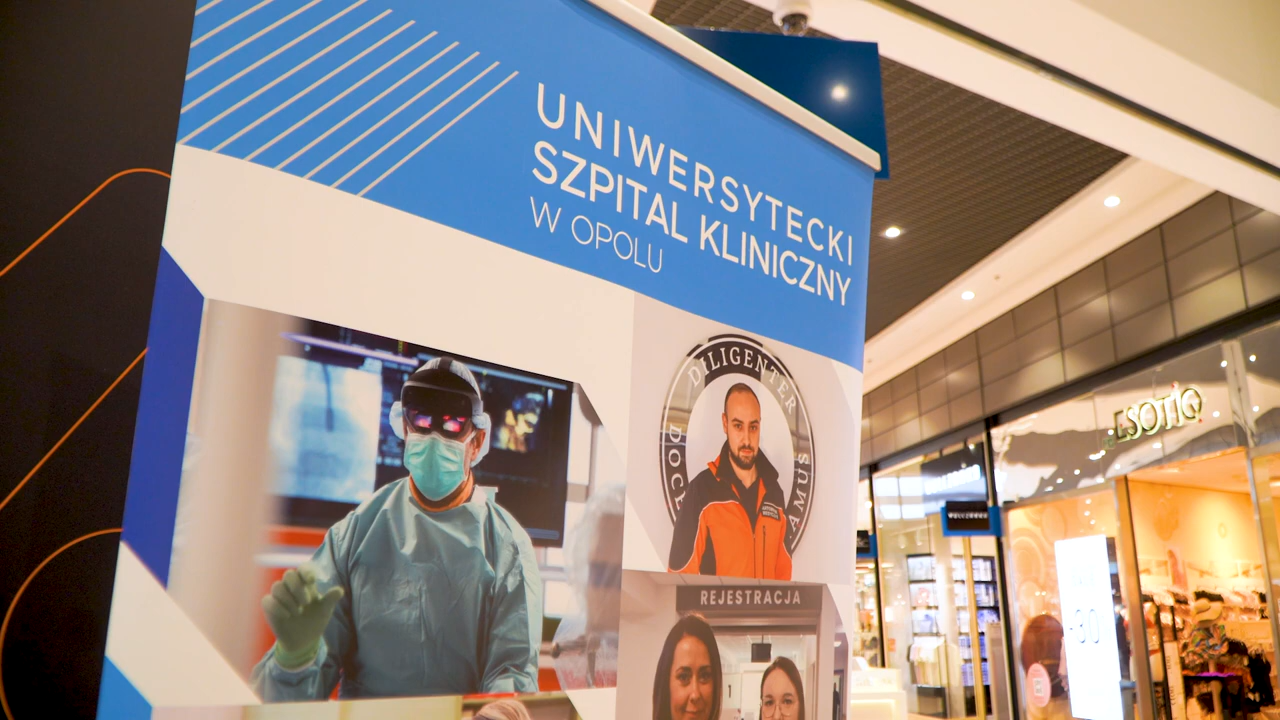 UNIWERSYTECKI
SZPITAL KLINICZNY
W OPOLU
DILIGENTER
REJESTRACJA
ESOTIQ